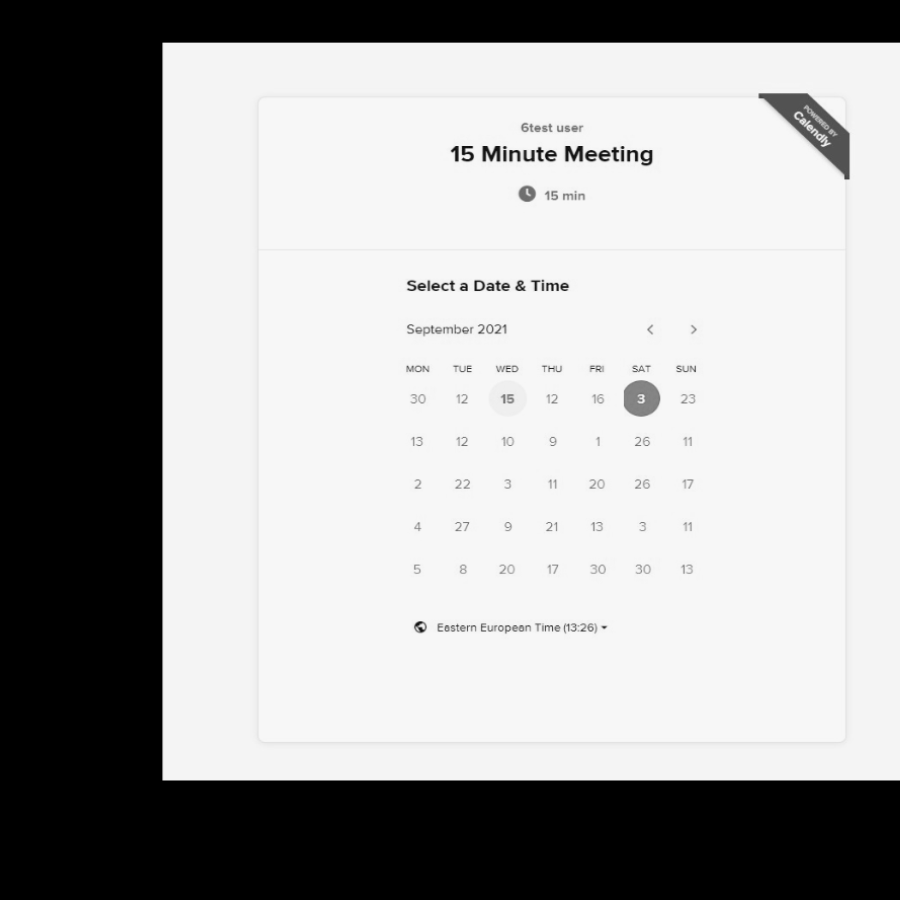 POWERED BY
Calendly
6test user
15 Minute Meeting
15 min
Select a Date & Time
September 2021
MON TUE WED THU FRI SAT SUN
30 12 15 12 16 3 23
13 12 10 9 1 26 11
2 22 3 11 20 26 17
4 27 9 21 13 3 11
5 8 20 17 30 30 13
Eastern European Time (13:26)